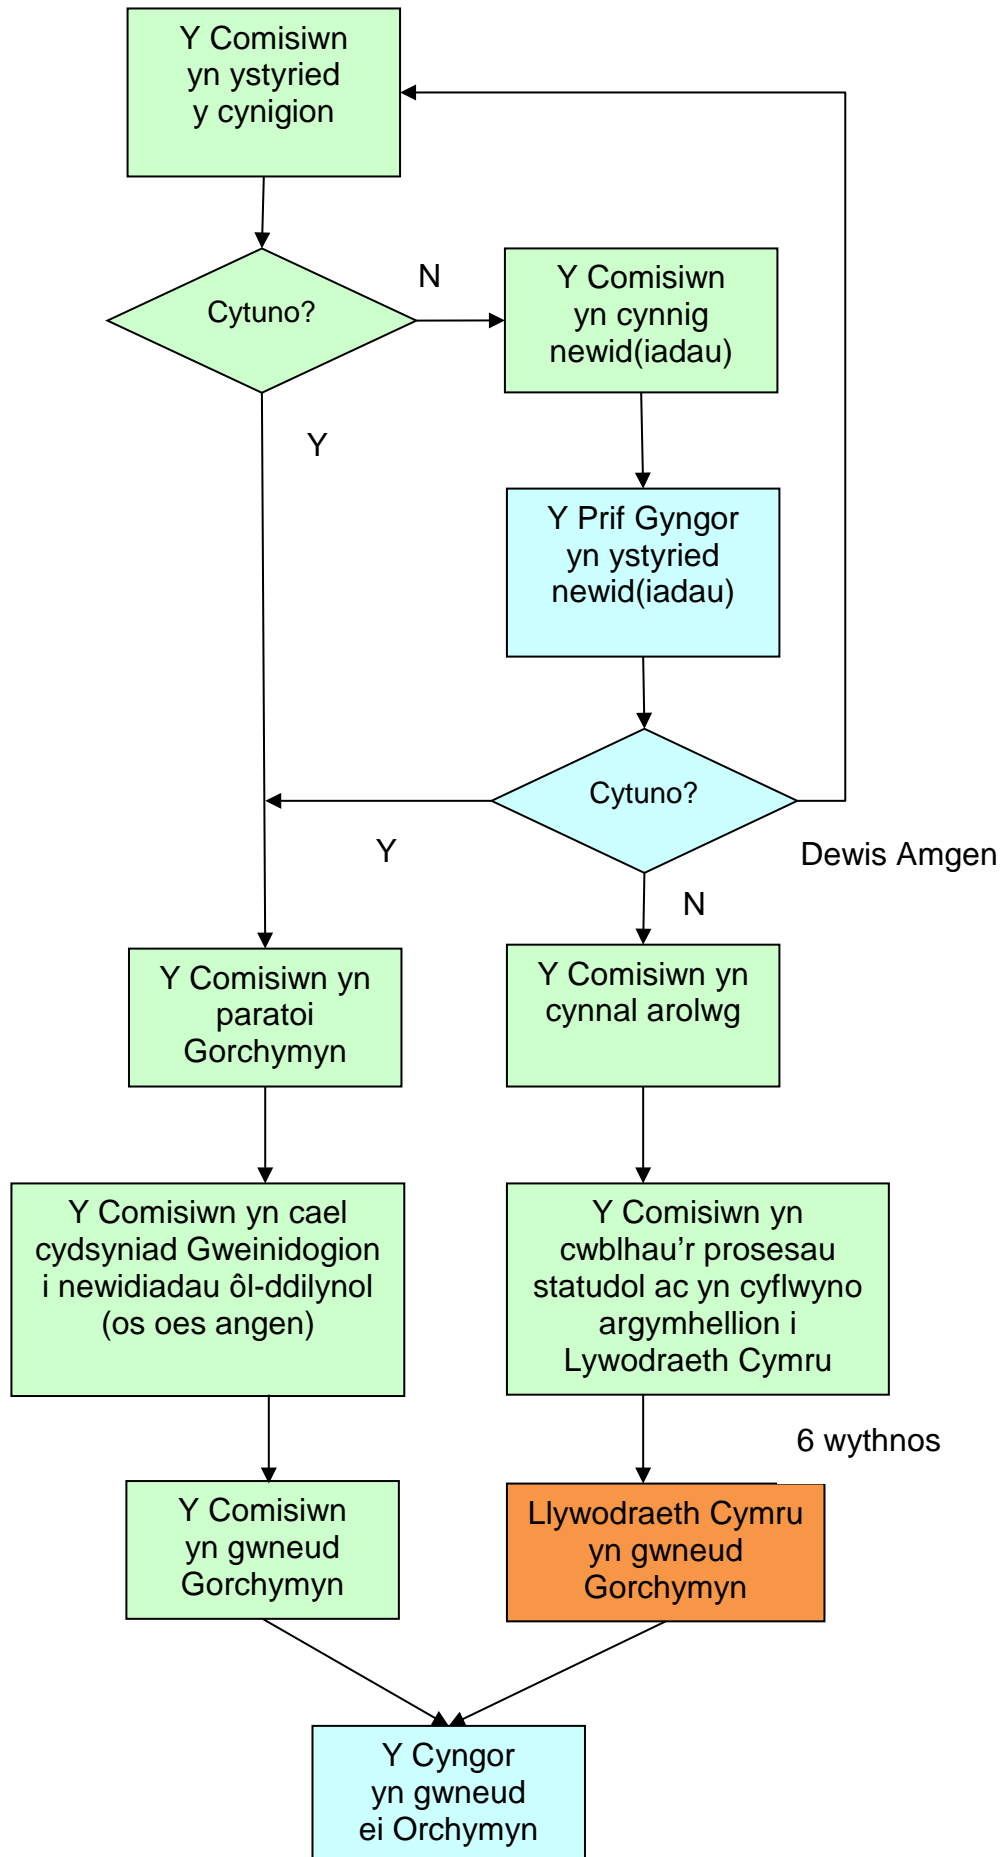 Y Comisiwn
yn ystyried
y cynigion
Cytuno?
N
Y Comisiwn
yn cynnig
newid(iadau)
Y
Y Prif Gyngor
yn ystyried
newid(iadau)
Cytuno?
Y
Dewis Amgen
N
Y Comisiwn yn
paratoi
Gorchymyn
Y Comisiwn yn
cynnal arolwg
Y Comisiwn yn cael
cydsyniad Gweinidogion
i newidiadau ôl-ddilynol
(os oes angen)
Y Comisiwn yn
cwblhau’r prosesau
statudol ac yn cyflwyno
argymhellion i
Lywodraeth Cymru
6 wythnos
Y Comisiwn
yn gwneud
Gorchymyn
Llywodraeth Cymru
yn gwneud
Gorchymyn
Y Cyngor
yn gwneud
ei Orchymyn